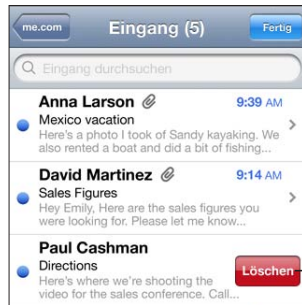 me.com Eingang (5) Fertig
Eingang durchsuchen
Anna Larson 9:39 AM
Mexico vacation
Here's a photo I took of Sandy kayaking. We
also rented a boat and did a bit of fishing...
David Martinez 9:14 AM
Sales Figures
Hey Emily, Here are the sales figures you
were looking for. Please let me know...
Paul Cashman
Directions
Löschen
Here's where we're shooting the
video for the sales conference. Call...